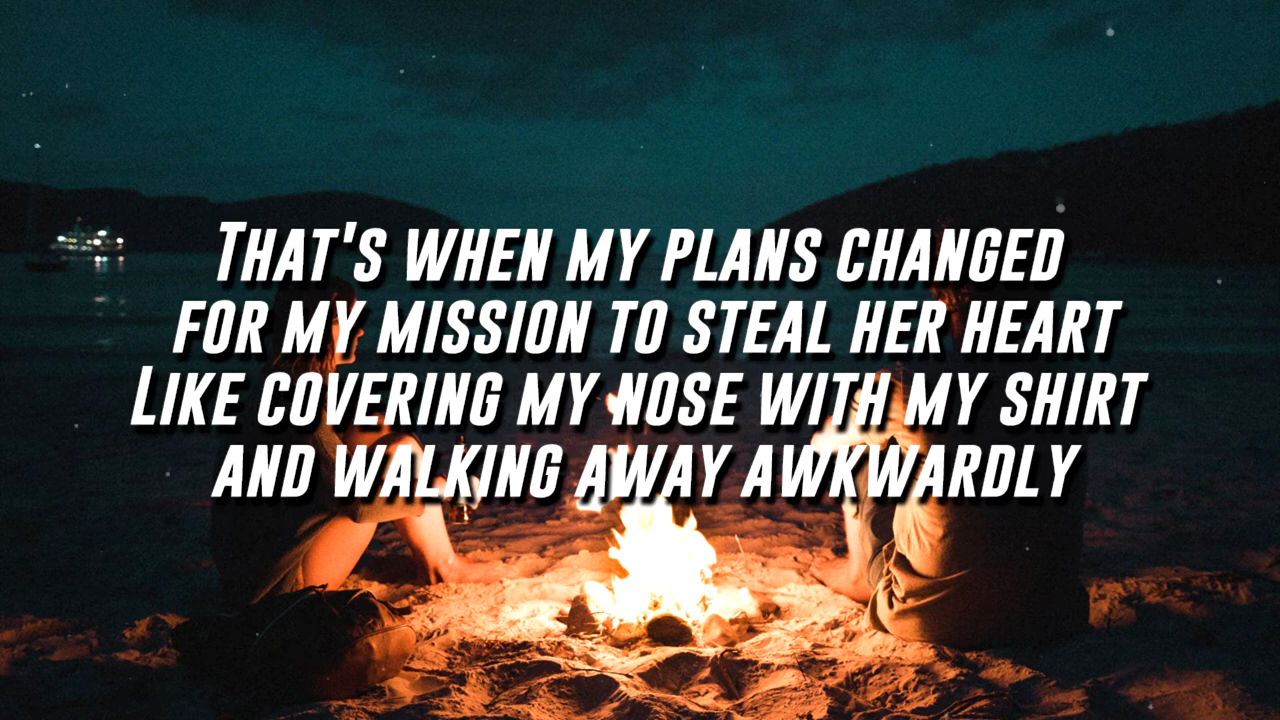 That's when my plans changed
for my mission to steal her heart
Like covering my nose with my shirt
and walking away awkwardly